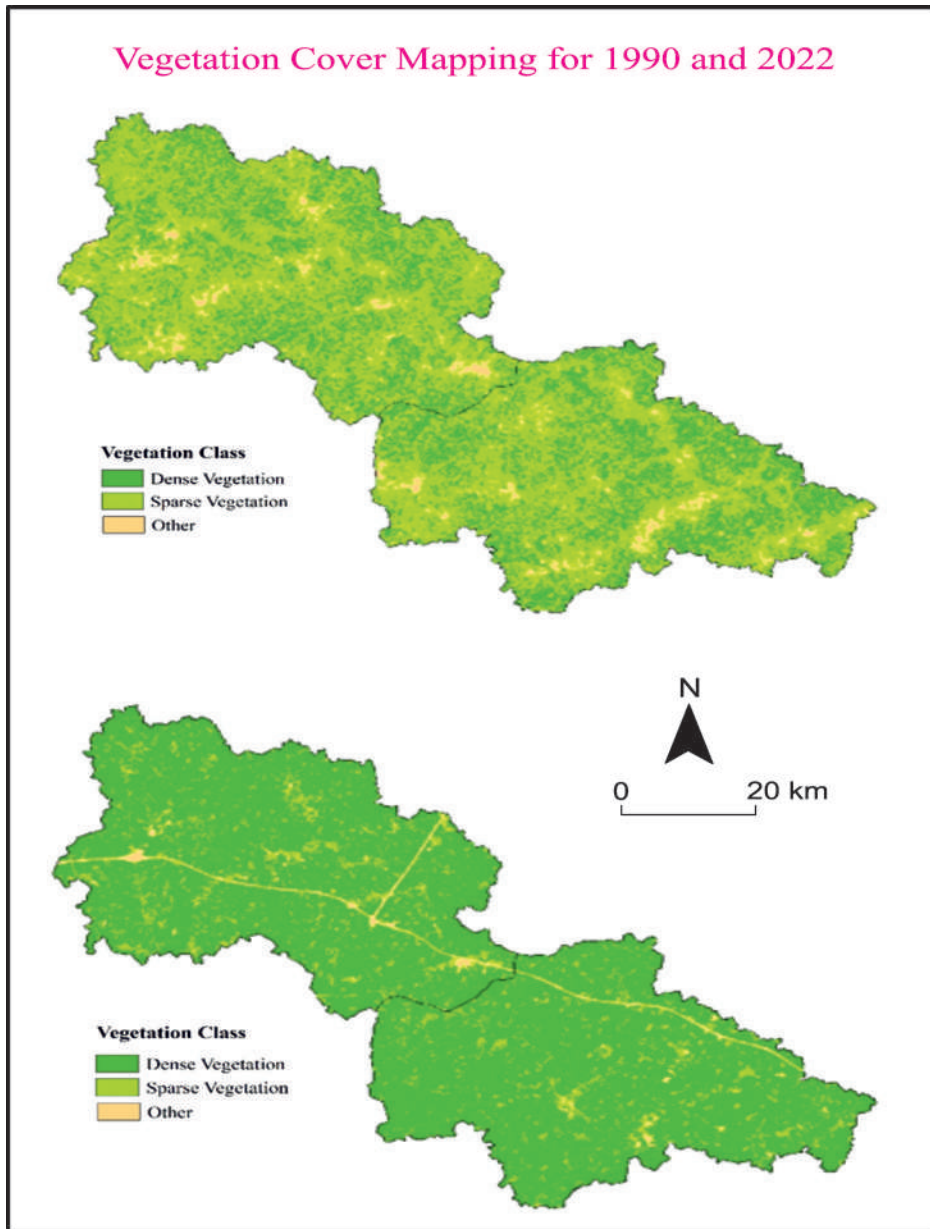 Vegetation Cover Mapping for 1990 and 2022
Vegetation Class
Dense Vegetation
Sparse Vegetation
Other
N
0 20 km
Vegetation Class
Dense Vegetation
Sparse Vegetation
Other